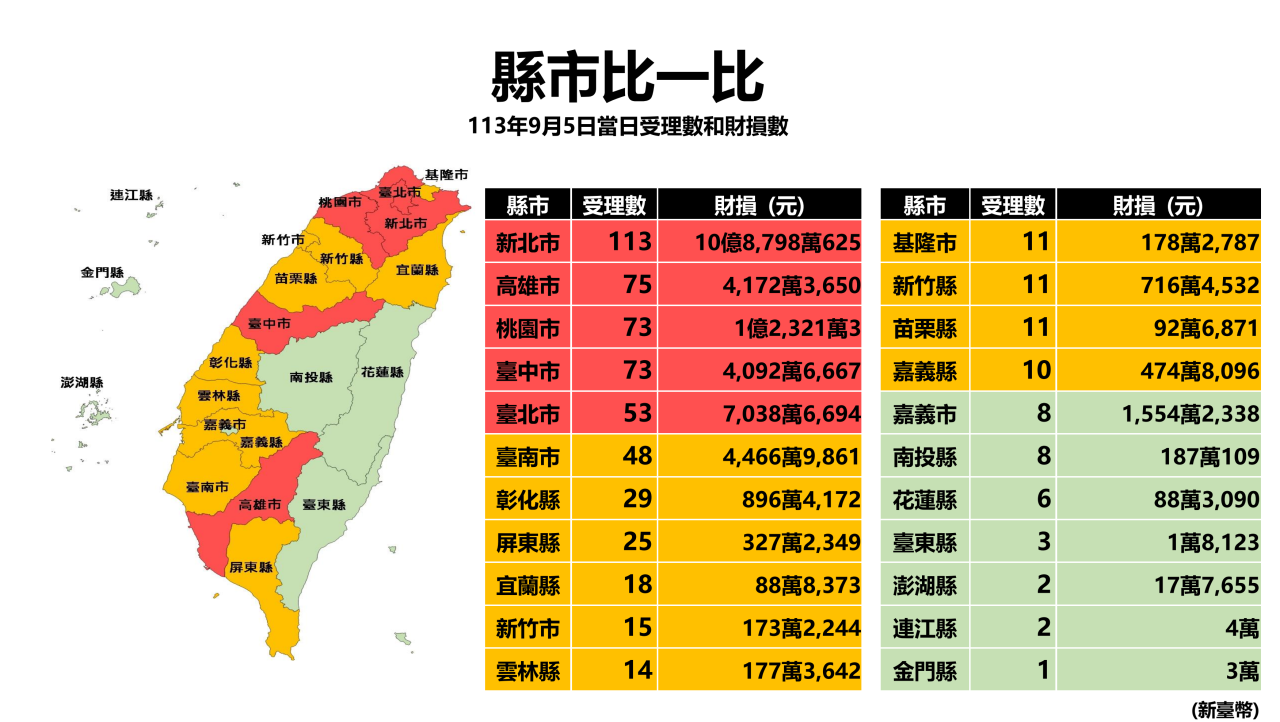 縣市比一比
113年9月5日當日受理數和財損數
連江縣
金門縣
澎湖縣
基隆市
臺北市
桃園市
新北市
新竹市
新竹縣
宜蘭縣
苗栗縣
臺中市
彰化縣
南投縣
花蓮縣
雲林縣
嘉義市
嘉義縣
臺南市
高雄市
臺東縣
屏東縣
縣市 受理數 財損 (元)
新北市 113 10億8,798萬625
高雄市 75 4,172萬3,650
桃園市 73 1億2,321萬3
臺中市 73 4,092萬6,667
臺北市 53 7,038萬6,694
臺南市 48 4,466萬9,861
彰化縣 29 896萬4,172
屏東縣 25 327萬2,349
宜蘭縣 18 88萬8,373
新竹市 15 173萬2,244
雲林縣 14 177萬3,642
縣市 受理數 財損 (元)
基隆市 11 178萬2,787
新竹縣 11 716萬4,532
苗栗縣 11 92萬6,871
嘉義縣 10 474萬8,096
嘉義市 8 1,554萬2,338
南投縣 8 187萬109
花蓮縣 6 88萬3,090
臺東縣 3 1萬8,123
澎湖縣 2 17萬7,655
連江縣 2 4萬
金門縣 1 3萬
(新臺幣)